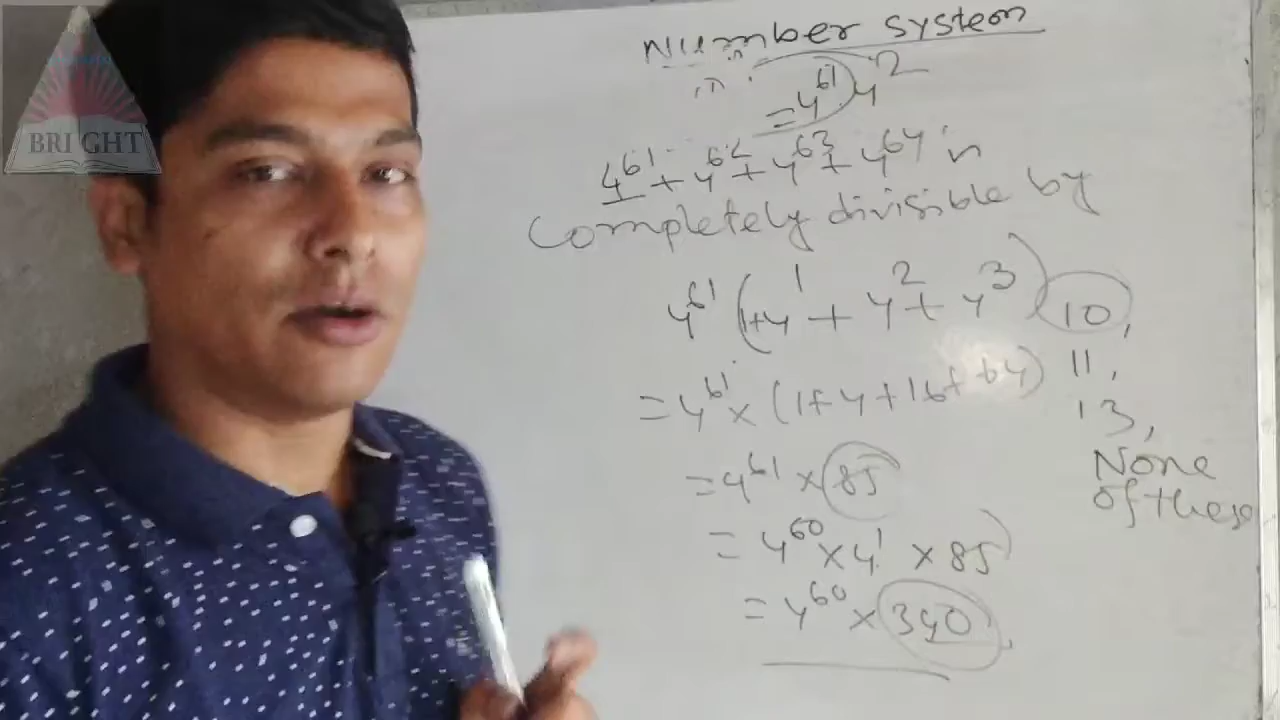 BRIGHT
Number system
= 4^61 4^2
4^61 + 4^62 + 4^63 + 4^64 is
Completely divisible by
4^61 (1+4^1 + 4^2 + 4^3)
10,
= 4^61 × (1+4+16+64)
11,
13,
= 4^61 × 85
None
of these
= 4^60 × 4^1 × 85
= 4^60 × 340